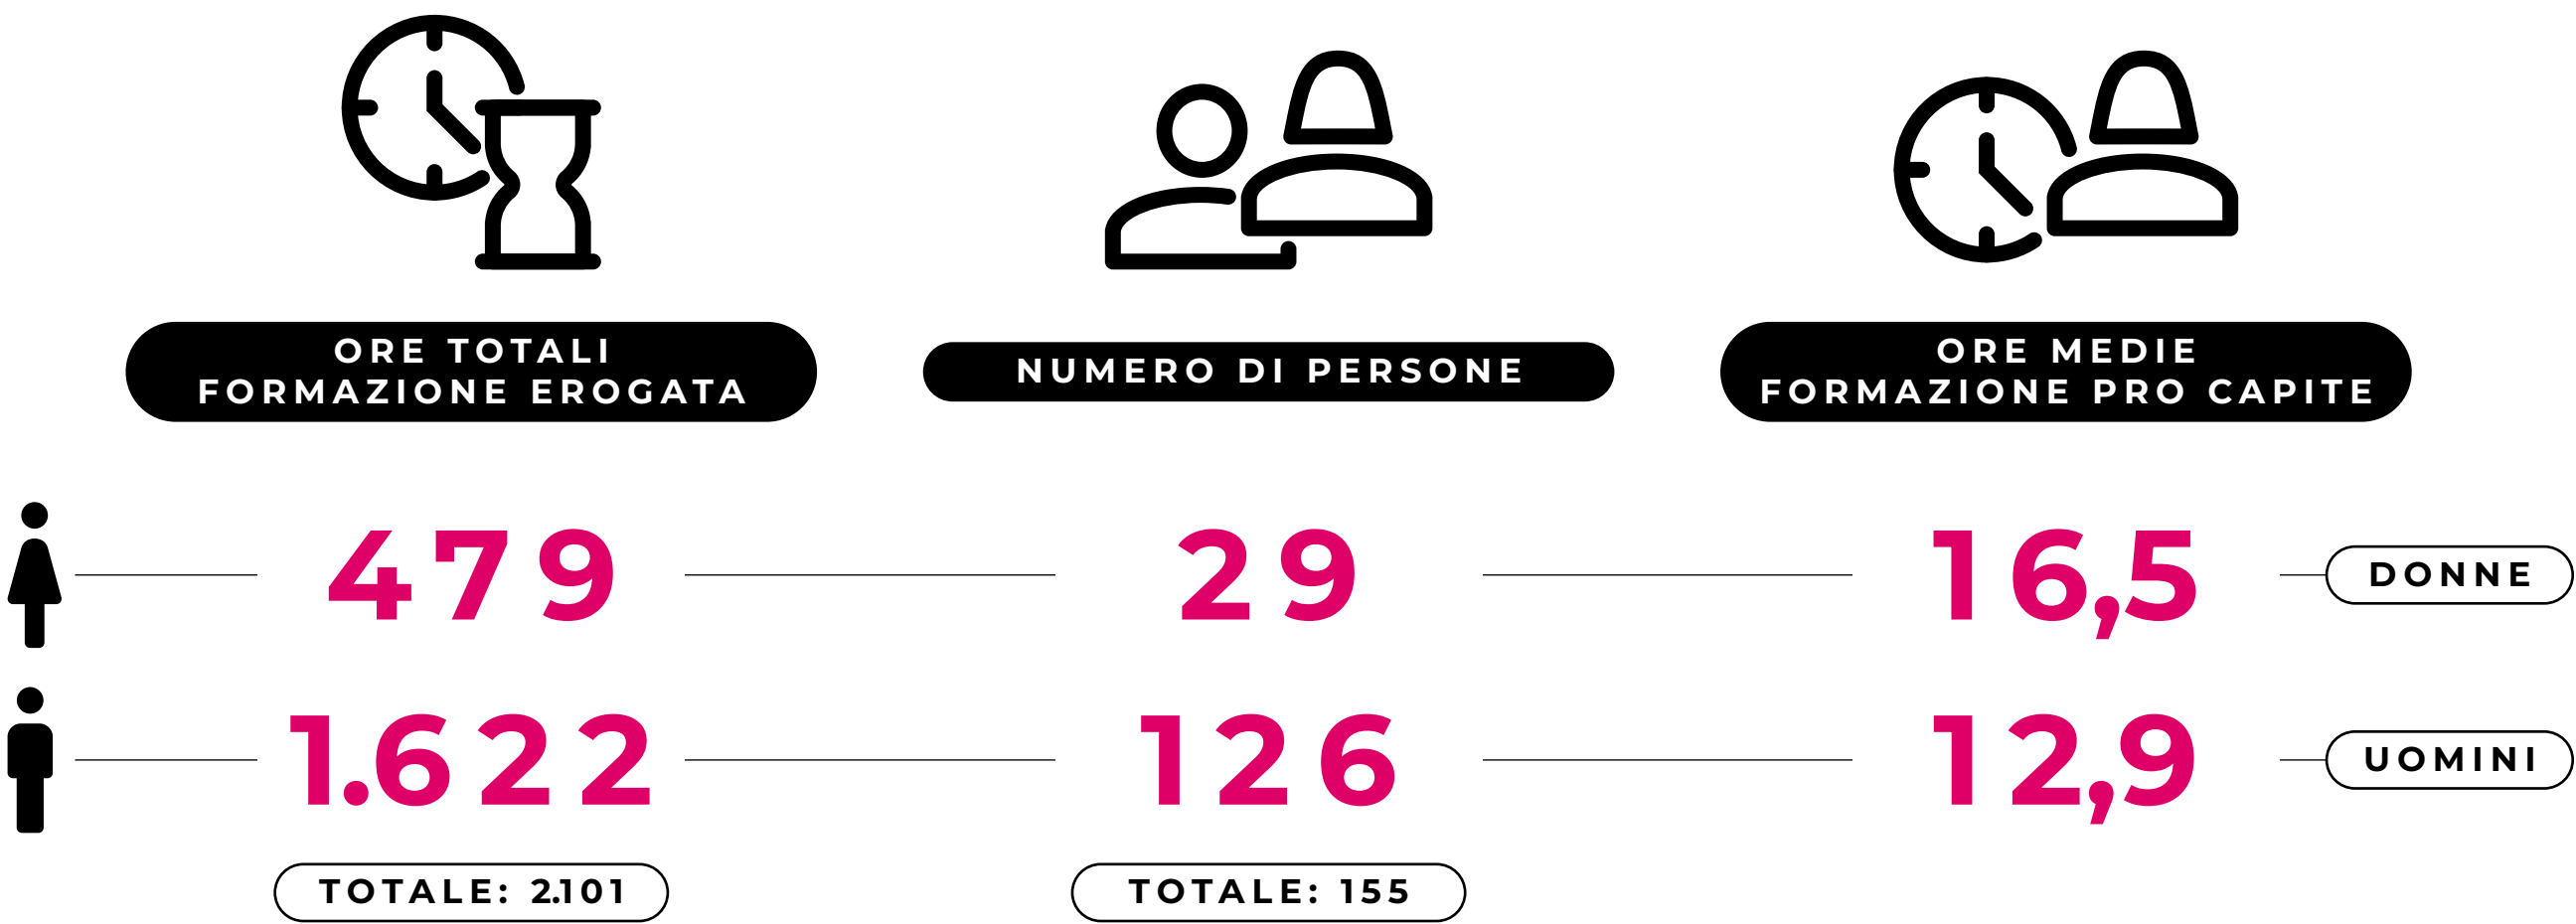 ORE TOTALI
FORMAZIONE EROGATA
NUMERO DI PERSONE
ORE MEDIE
FORMAZIONE PRO CAPITE
479 29 16,5 DONNE
1.622 126 12,9 UOMINI
TOTALE: 2.101 TOTALE: 155